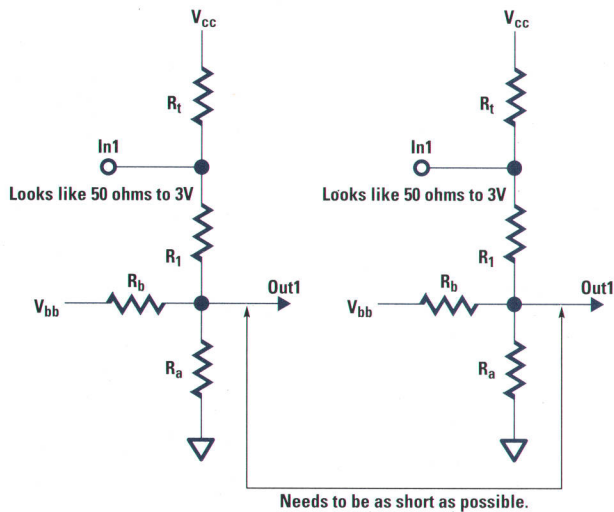 Vcc
Vcc
Rt
Rt
In1
In1
Looks like 50 ohms to 3V
Looks like 50 ohms to 3V
R1
R1
Rb
Out1
Rb
Out1
Vbb
Vbb
Ra
Ra
Needs to be as short as possible.